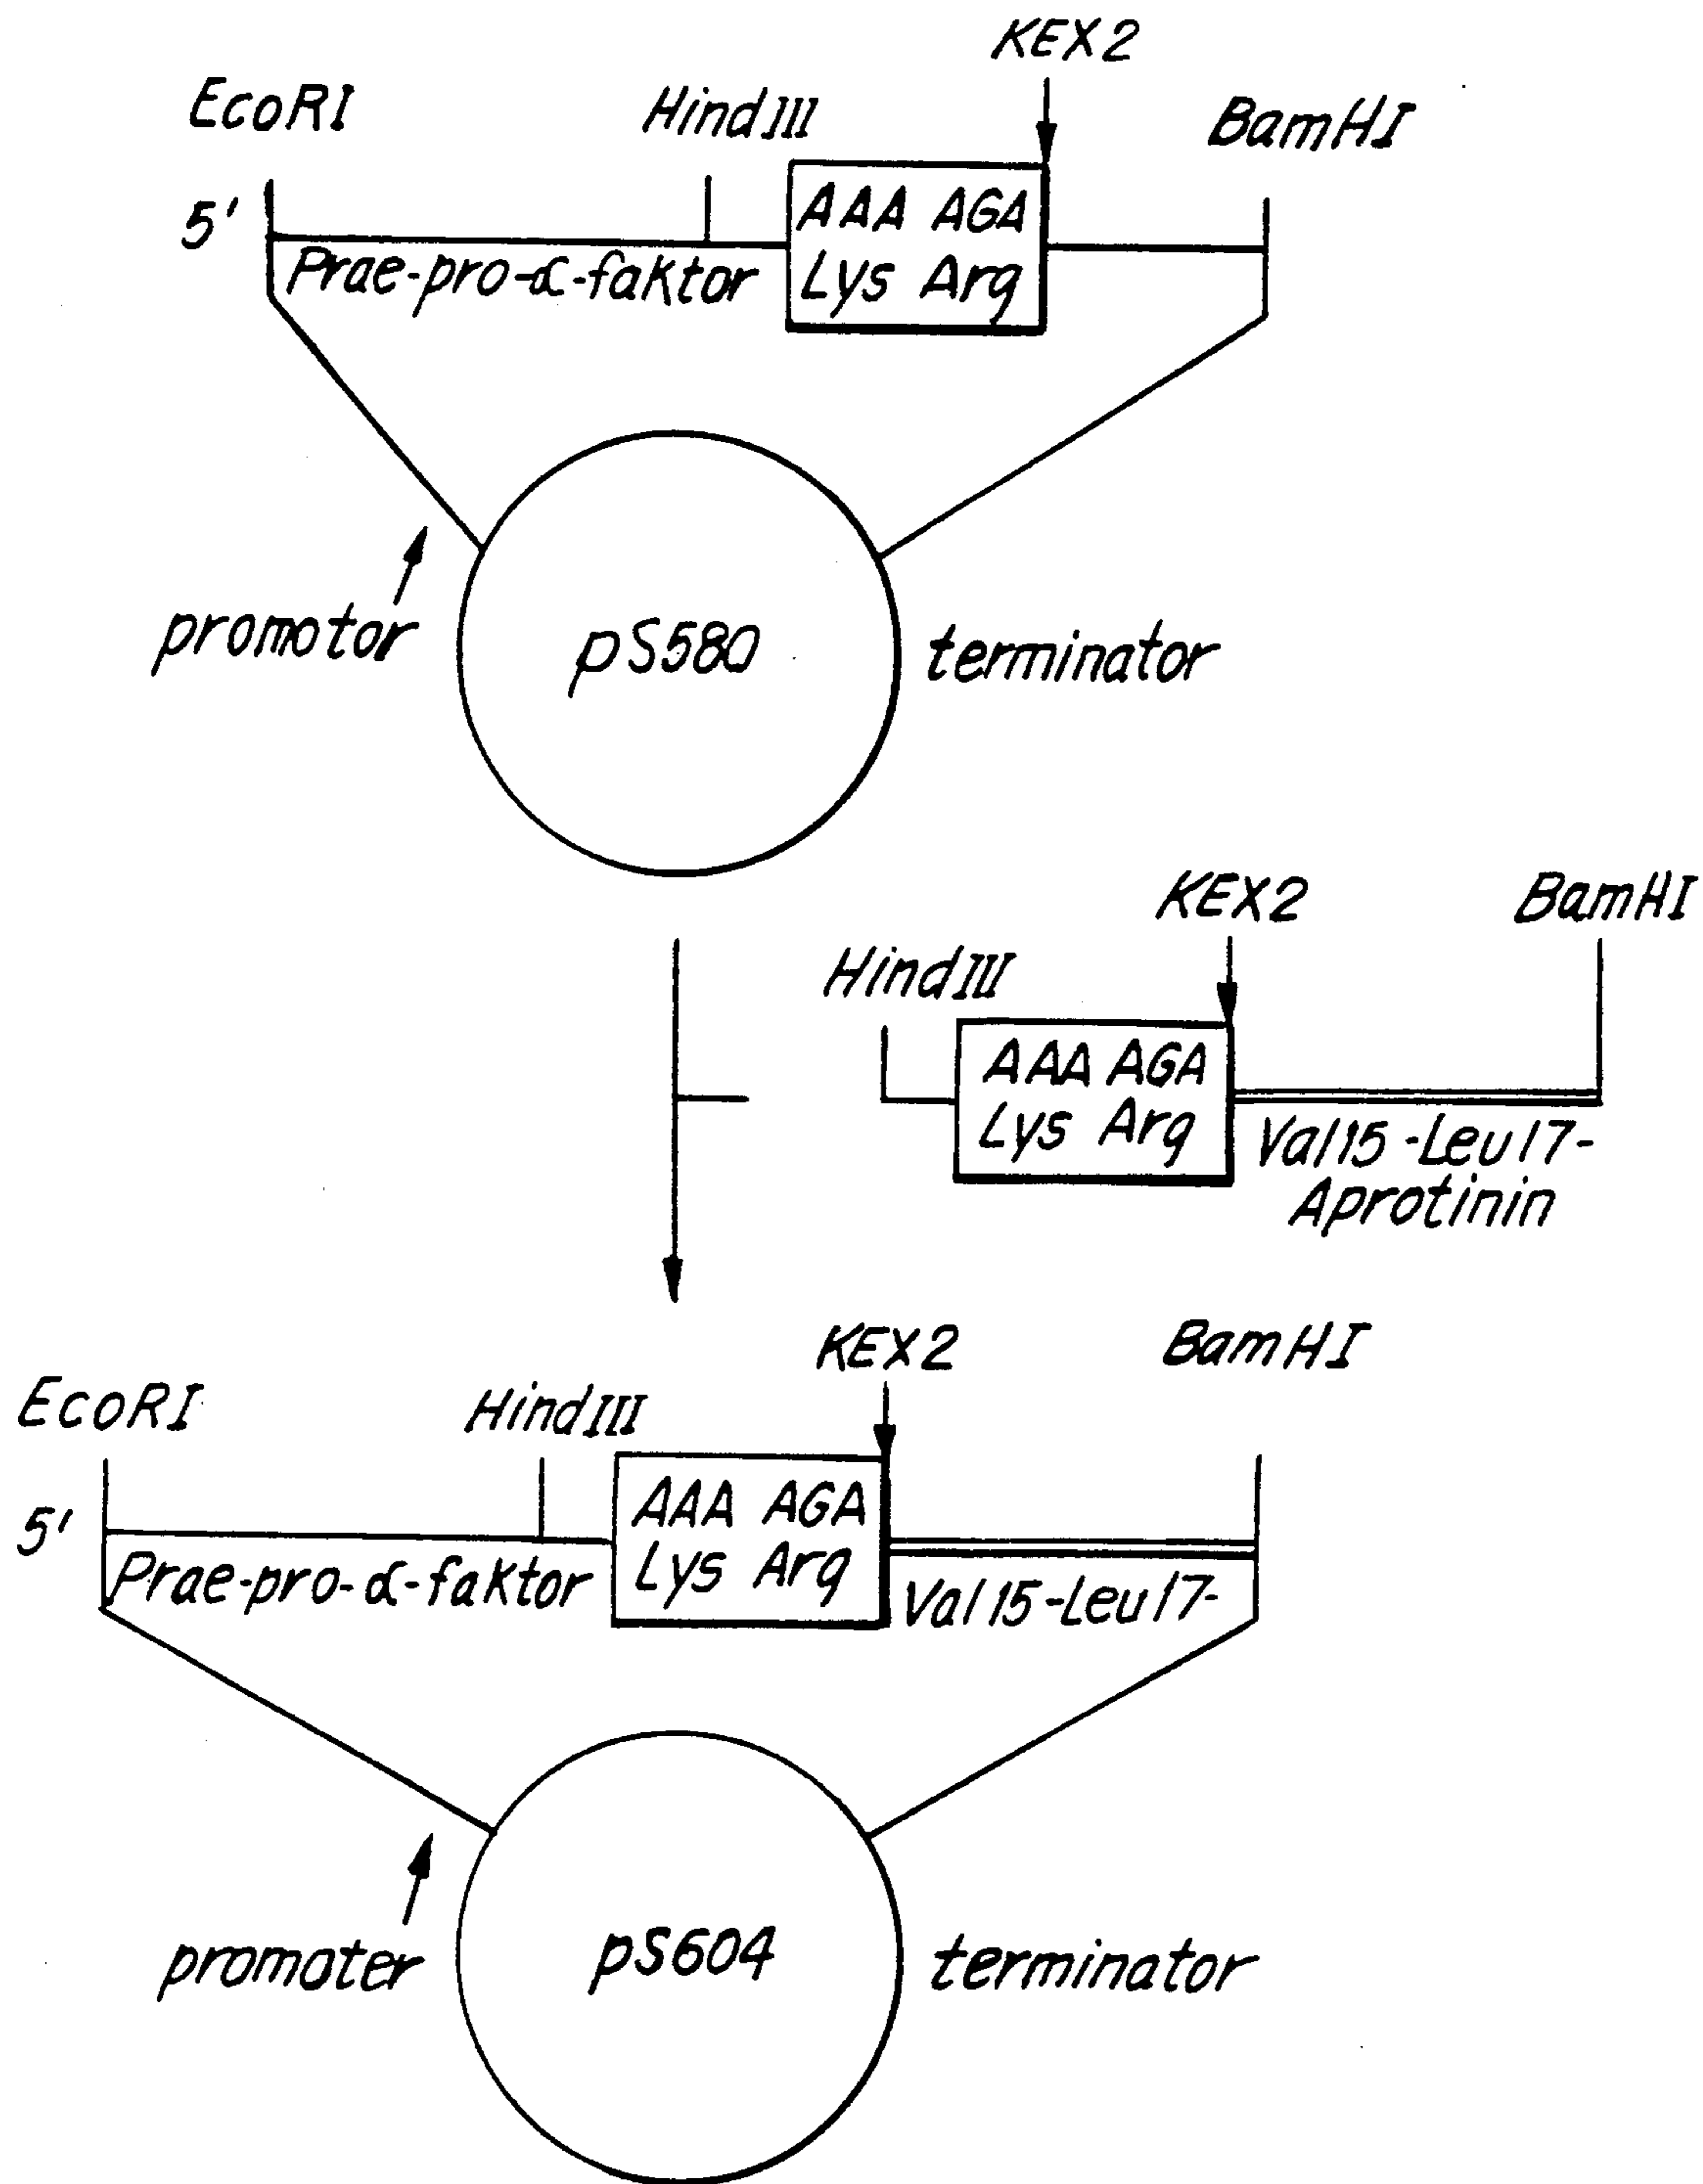 KEX2
EcoRI
HindIII
BamHI
5'
AAA AGA
Prae-pro-α-faktor
Lys Arg
promotor
pS580
terminator
KEX2
BamHI
HindIII
AAA AGA
Lys Arg
Val15-Leu17-
Aprotinin
KEX2
BamHI
EcoRI
HindIII
5'
AAA AGA
Prae-pro-α-faktor
Lys Arg
Val15-Leu17-
promoter
pS604
terminator